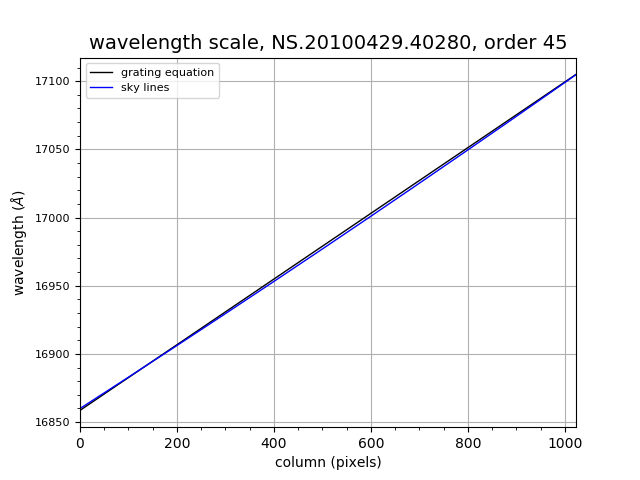 wavelength scale, NS.20100429.40280, order 45
grating equation
sky lines
17100
17050
17000
16950
16900
16850
wavelength (Å)
0 200 400 600 800 1000
column (pixels)